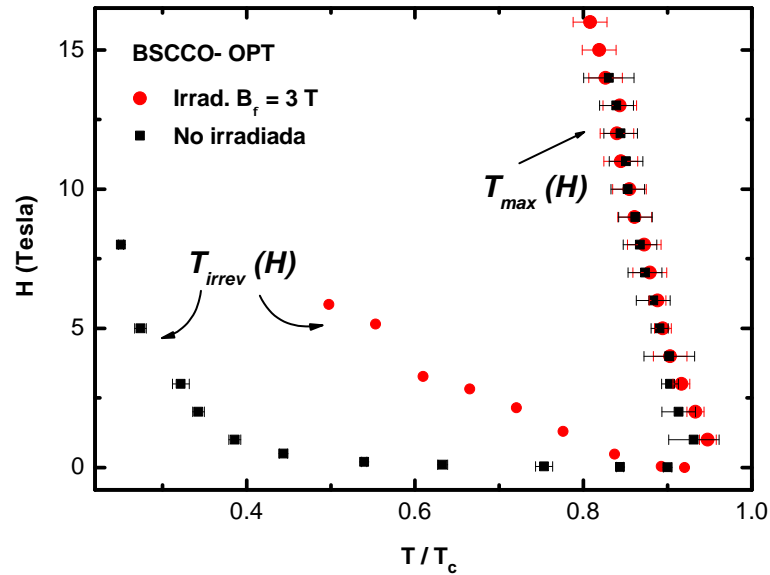 BSCCO- OPT
Irrad. B_f = 3 T
No irradiada
T_max (H)
T_irrev (H)
H (Tesla)
15
10
5
0
0.4
0.6
0.8
1.0
T / T_c